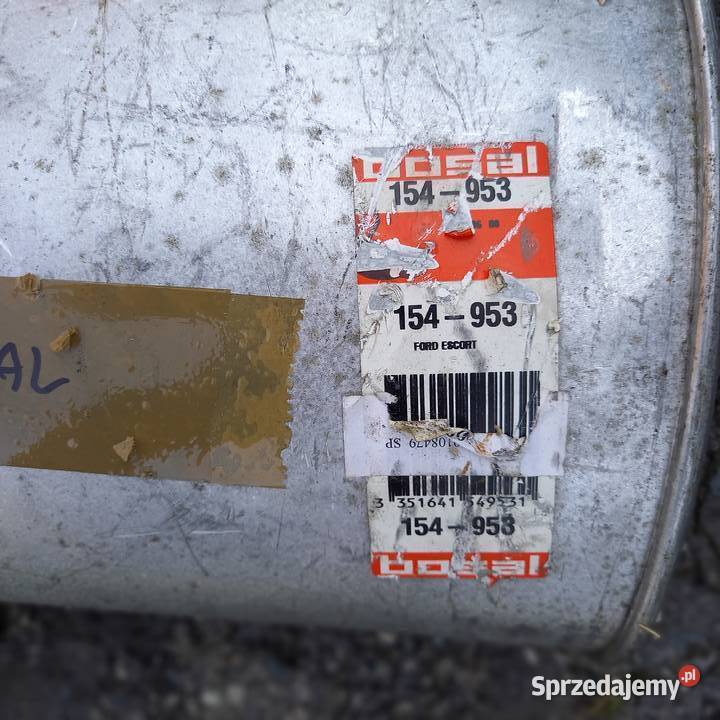 bosal
154-953
154-953
FORD ESCORT
3 351641 549531
154-953
bosal
AL
Sprzedajemy.pl